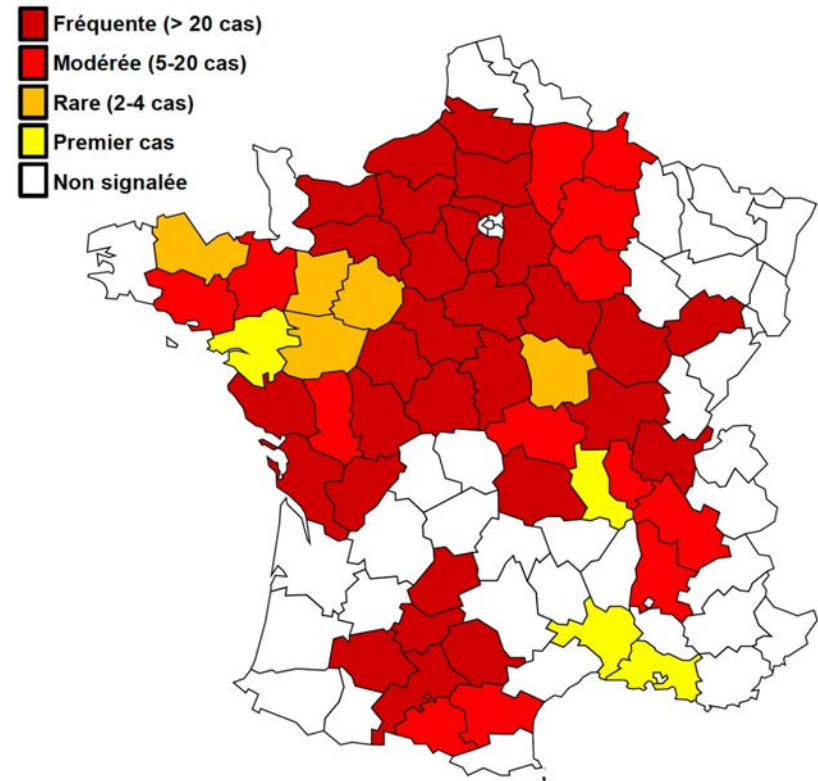 Fréquente (> 20 cas)
Modérée (5-20 cas)
Rare (2-4 cas)
Premier cas
Non signalée